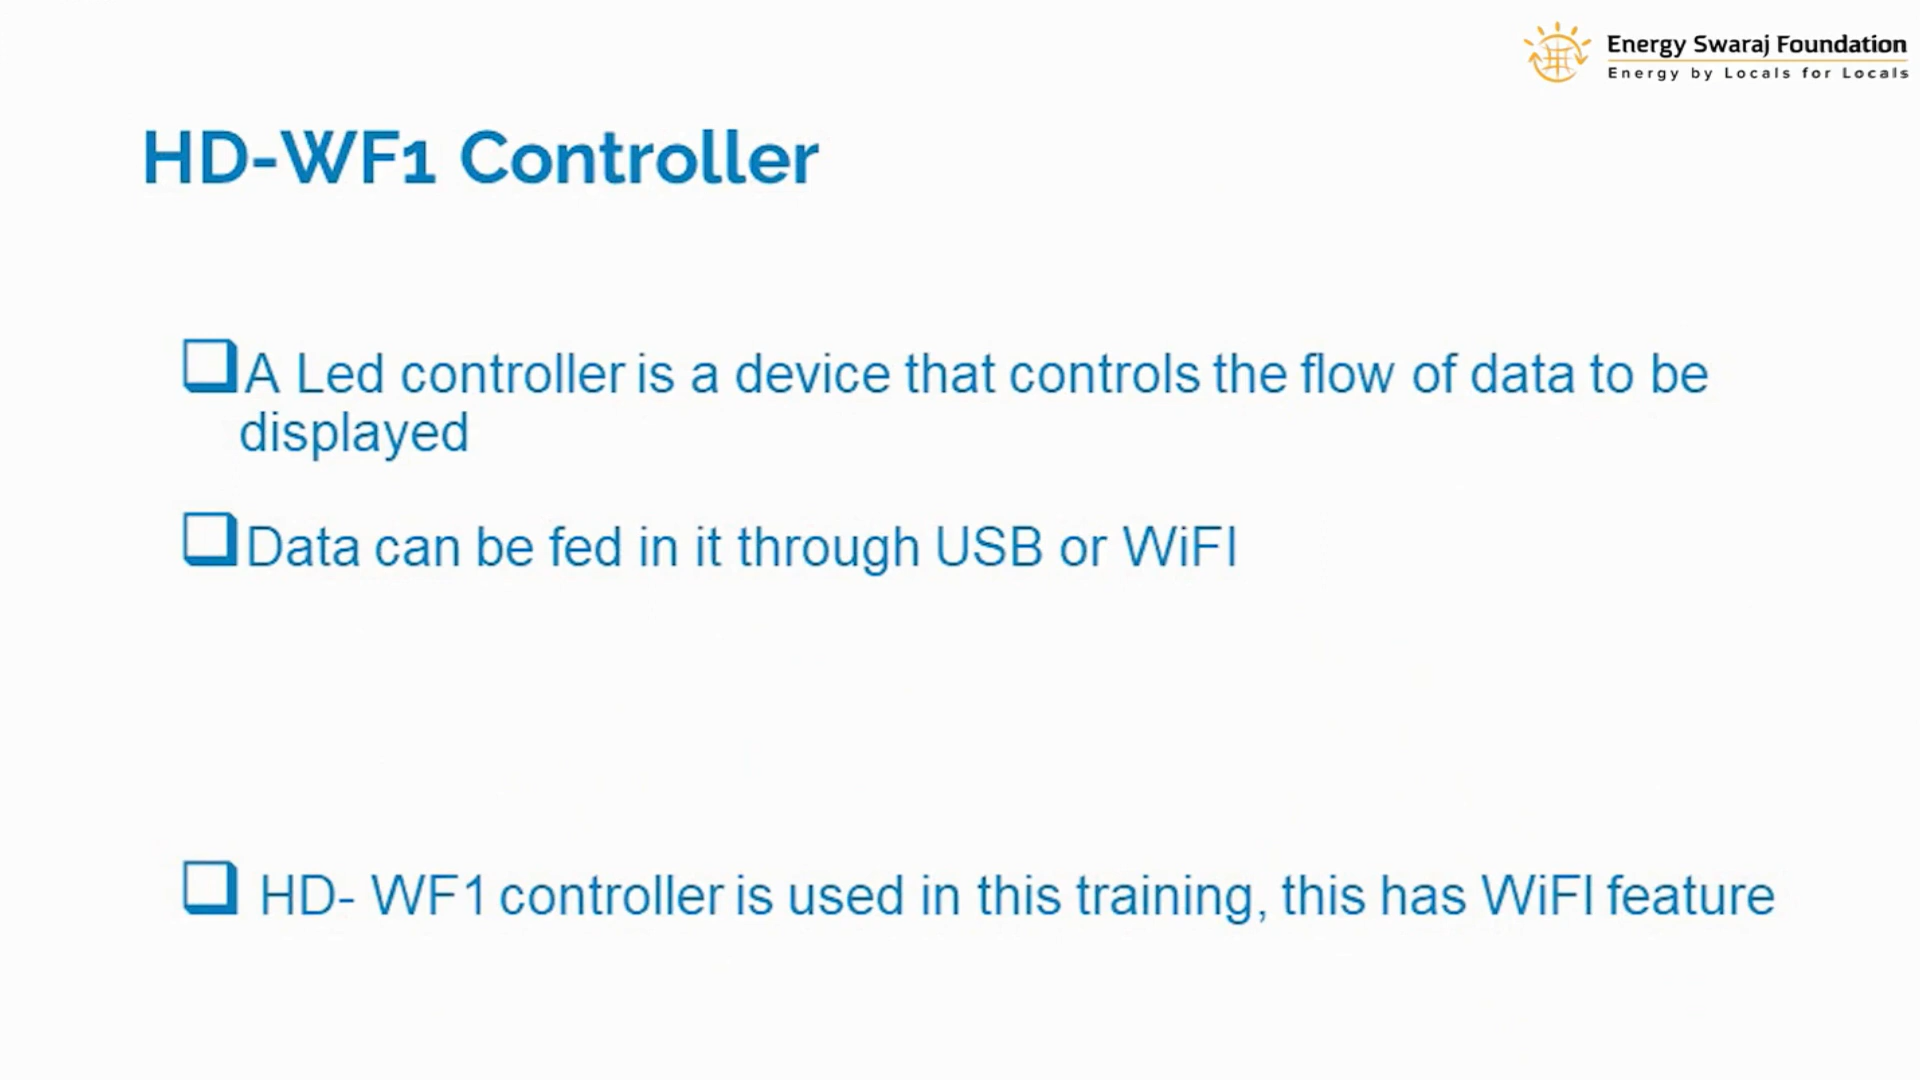 Energy Swaraj Foundation
Energy by Locals for Locals
HD-WF1 Controller
A Led controller is a device that controls the flow of data to be
displayed
Data can be fed in it through USB or WiFI
HD- WF1 controller is used in this training, this has WiFI feature